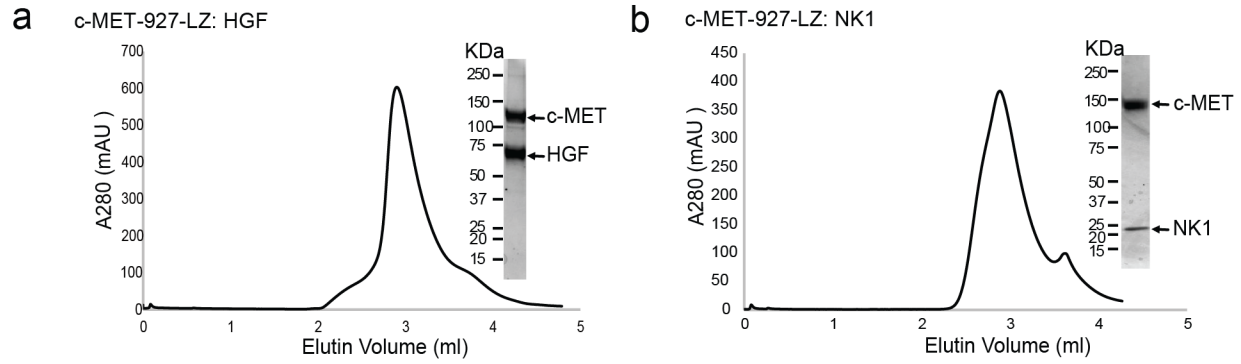 a
c-MET-927-LZ: HGF
700
600
500
400
300
200
100
0
A280 (mAU )
0 1 2 3 4 5
Elutin Volume (ml)
KDa
250
150
100
75
50
37
25
20
15
c-MET
HGF
b
c-MET-927-LZ: NK1
450
400
350
300
250
200
150
100
50
0
A280 (mAU )
0 1 2 3 4 5
Elutin Volume (ml)
KDa
250
150
100
75
50
37
25
20
15
c-MET
NK1